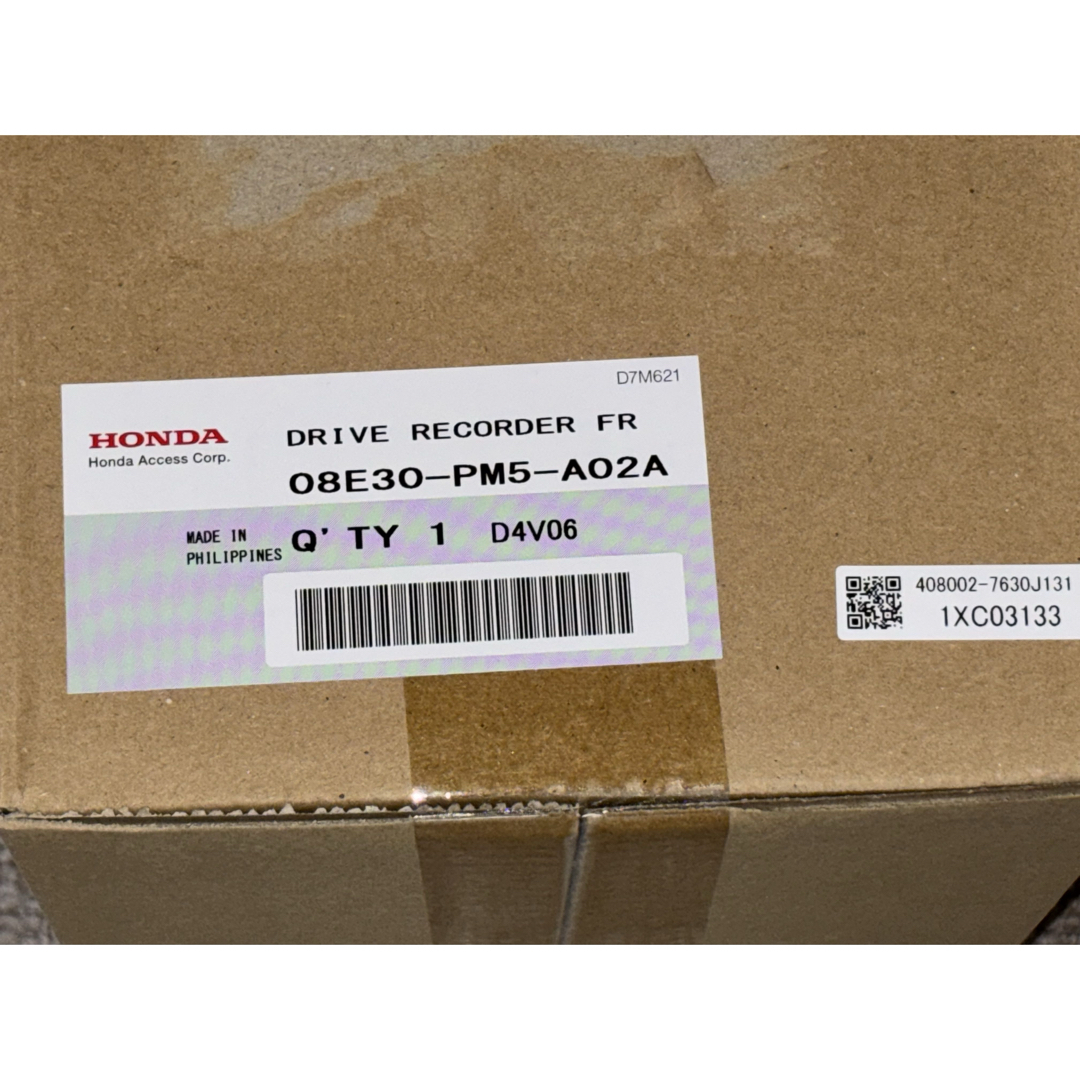 D7M621
HONDA
Honda Access Corp.
DRIVE RECORDER FR
08E30-PM5-A02A
MADE IN
PHILIPPINES
Q'TY 1 D4V06
408002-7630J131
1XC03133